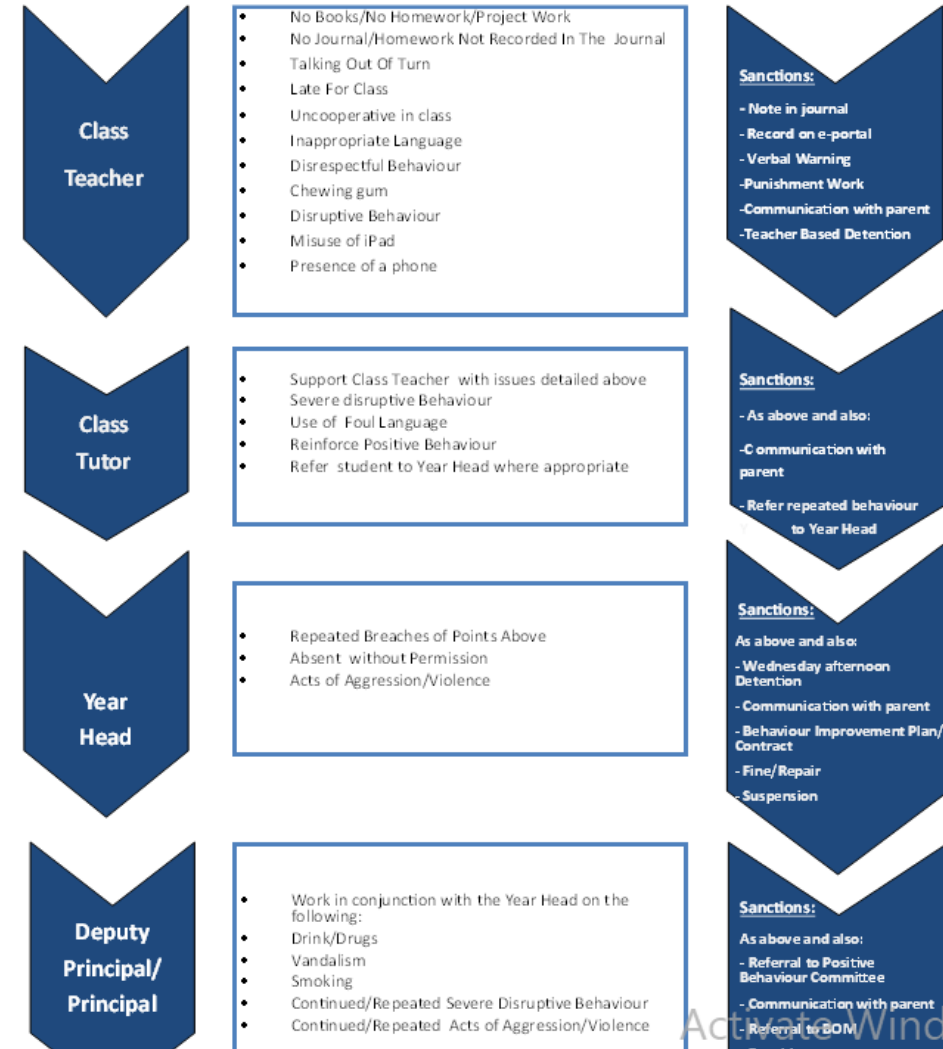 Class
Teacher
No Books/No Homework/Project Work
No Journal/Homework Not Recorded In The Journal
Talking Out Of Turn
Late For Class
Uncooperative in class
Inappropriate Language
Disrespectful Behaviour
Chewing gum
Disruptive Behaviour
Misuse of iPad
Presence of a phone
Sanctions:
- Note in journal
- Record on e-portal
- Verbal Warning
-Punishment Work
-Communication with parent
-Teacher Based Detention
Class
Tutor
Support Class Teacher with issues detailed above
Severe disruptive Behaviour
Use of Foul Language
Reinforce Positive Behaviour
Refer student to Year Head where appropriate
Sanctions:
- As above and also:
-C ommunication with
parent
- Refer repeated behaviour
Y to Year Head
Year
Head
Repeated Breaches of Points Above
Absent without Permission
Acts of Aggression/Violence
Sanctions:
As above and also:
- Wednesday afternoon
Detention
- Communication with parent
- Behaviour Improvement Plan/
Contract
- Fine/Repair
- Suspension
Deputy
Principal/
Principal
Work in conjunction with the Year Head on the
following:
Drink/Drugs
Vandalism
Smoking
Continued/Repeated Severe Disruptive Behaviour
Continued/Repeated Acts of Aggression/Violence
Sanctions:
As above and also:
- Referral to Positive
Behaviour Committee
- Communication with parent
- Referral to BOM
Activate Wind